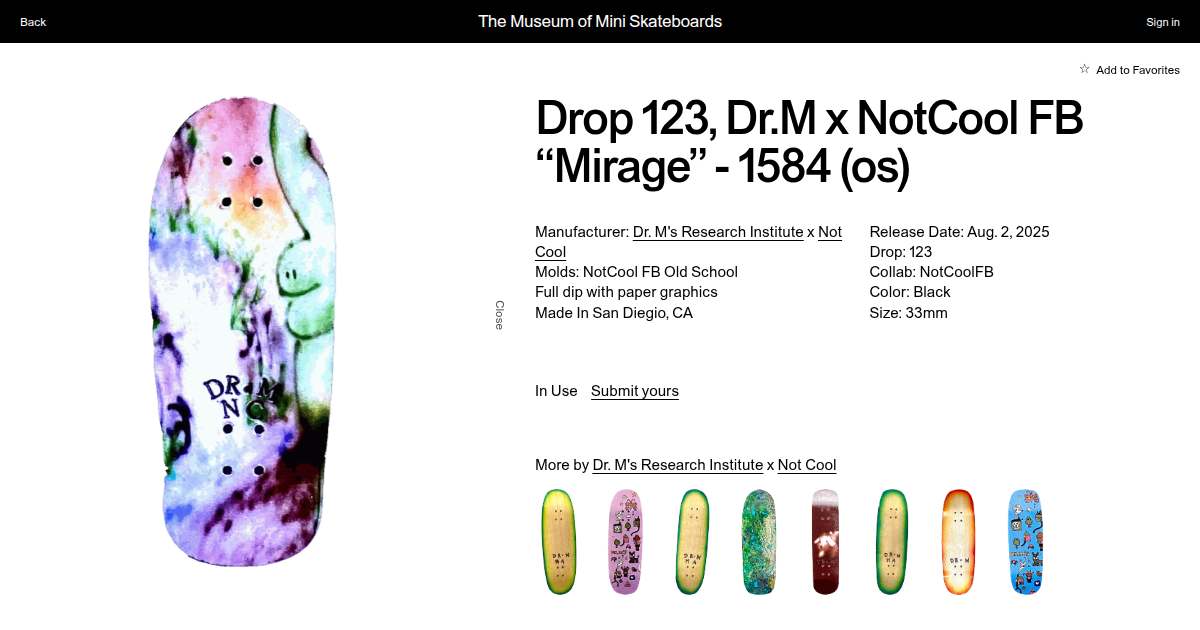 Back
The Museum of Mini Skateboards
Sign in
☆ Add to Favorites
Drop 123, Dr.M x NotCool FB
“Mirage” - 1584 (os)
Manufacturer: Dr. M's Research Institute x Not
Cool
Molds: NotCool FB Old School
Full dip with paper graphics
Made In San Diegio, CA
Release Date: Aug. 2, 2025
Drop: 123
Collab: NotCoolFB
Color: Black
Size: 33mm
Close
DR M
N C
In Use Submit yours
More by Dr. M's Research Institute x Not Cool